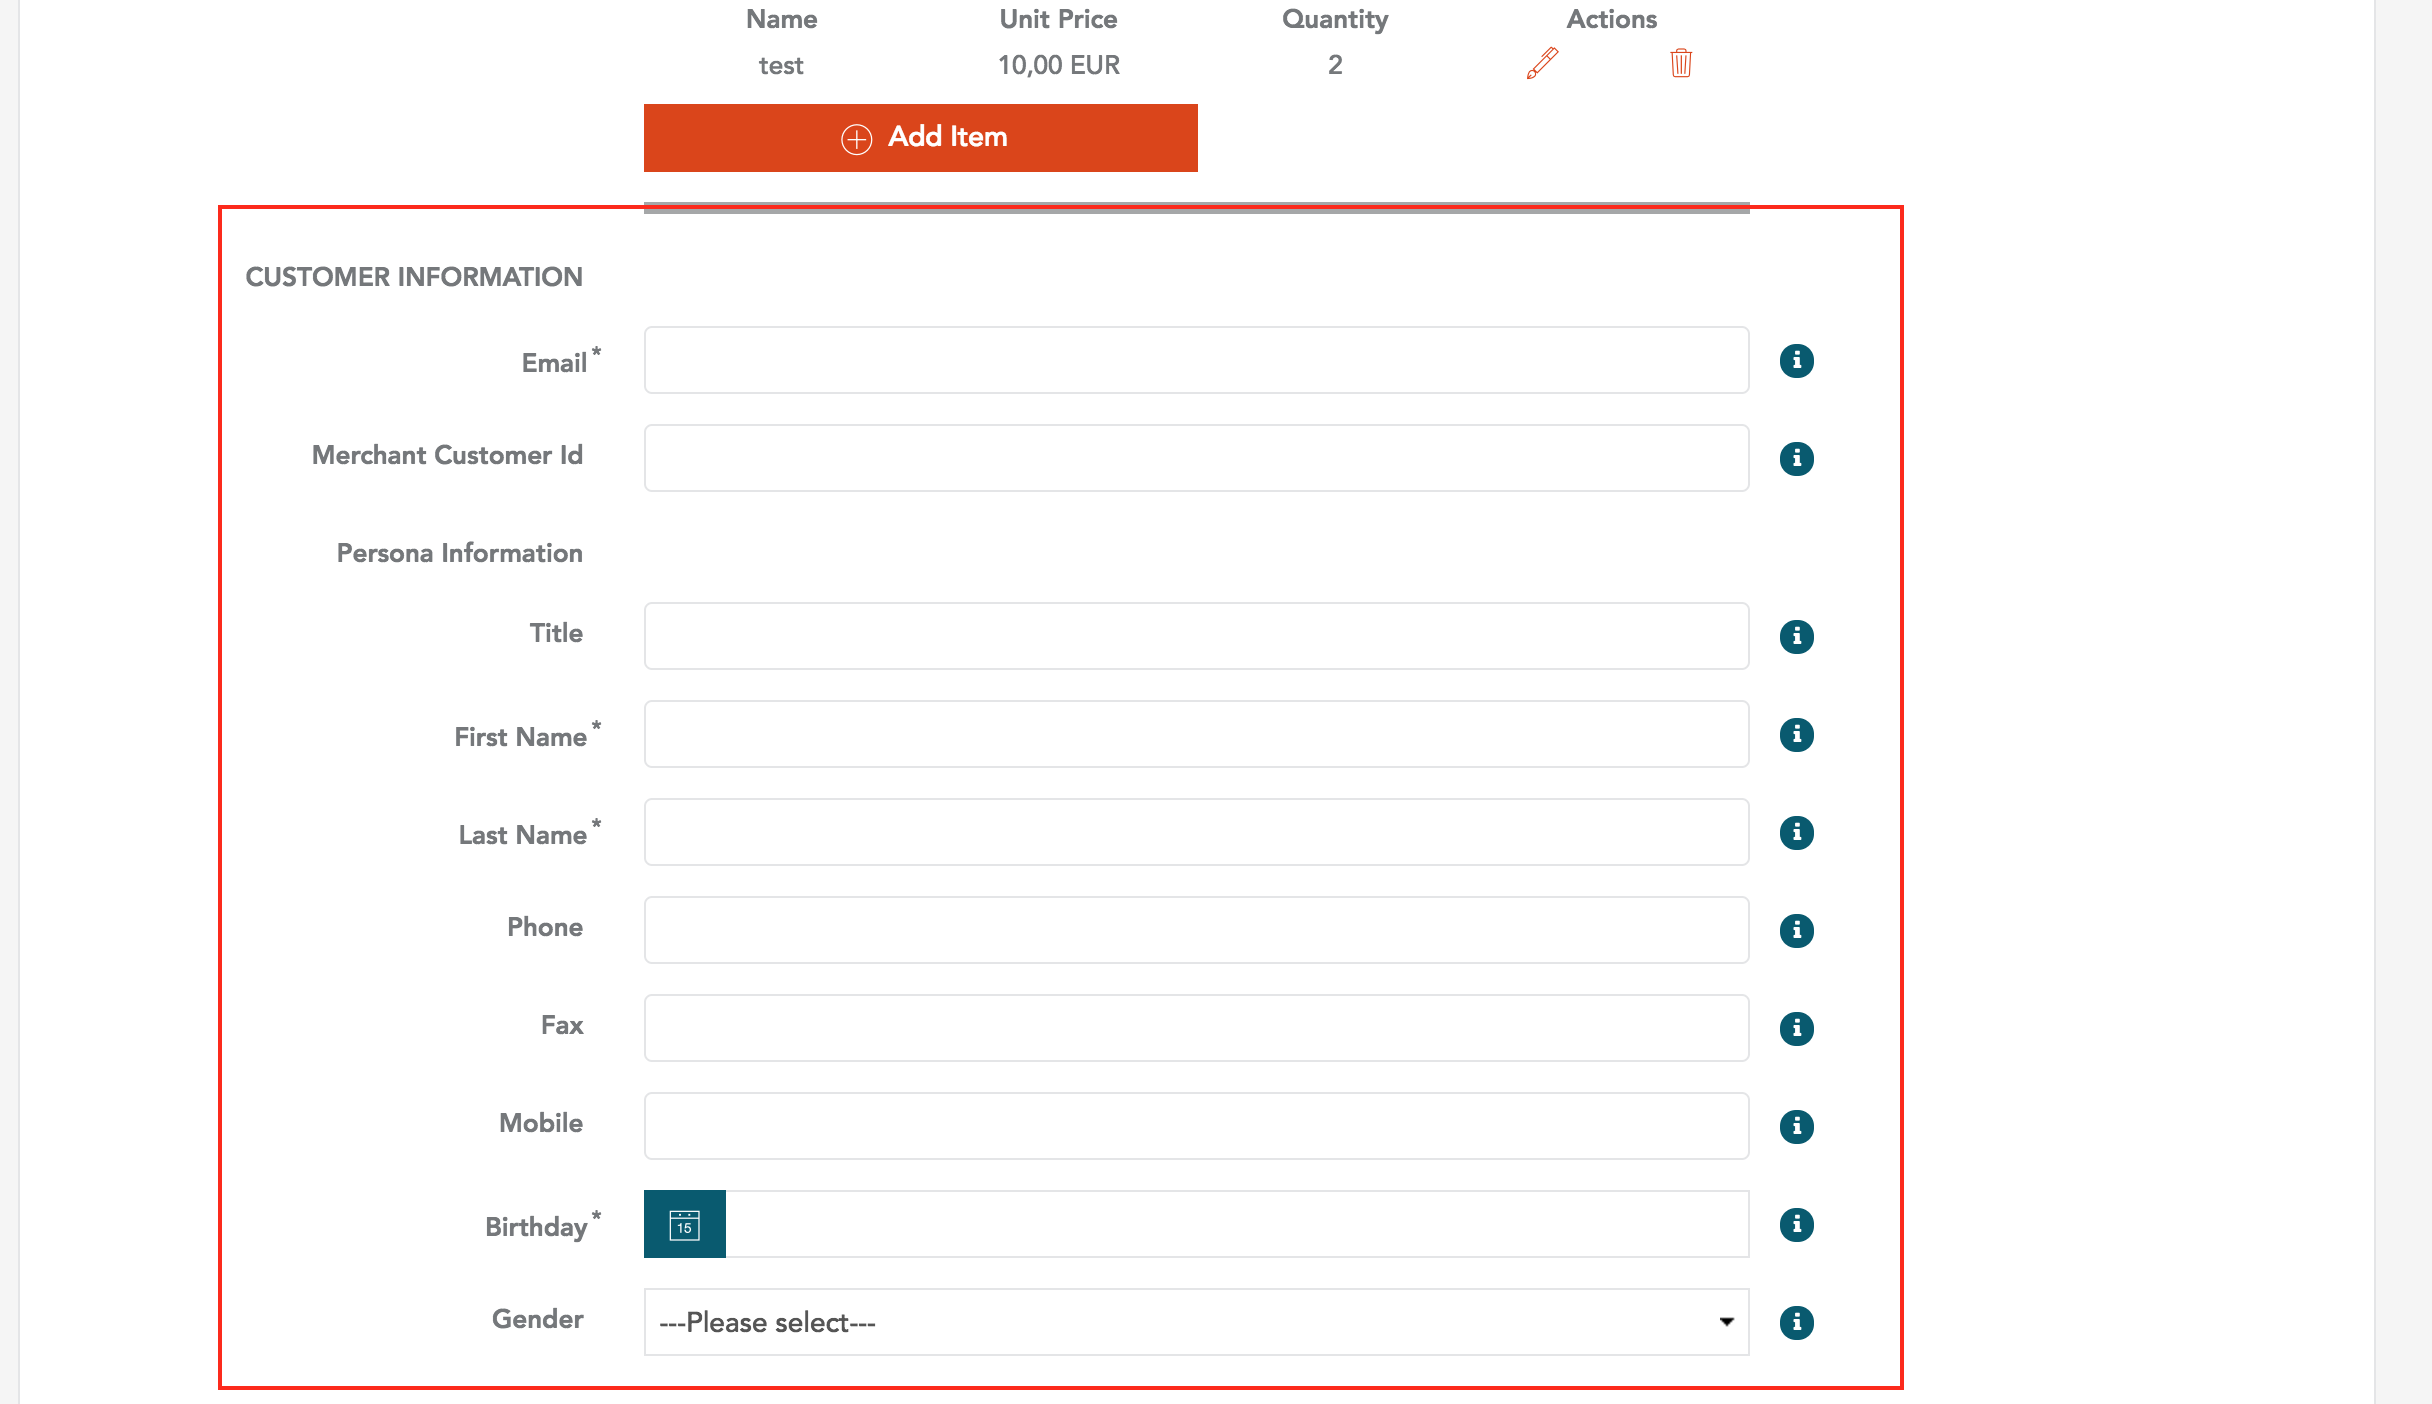 Name Unit Price Quantity Actions
test 10,00 EUR 2
Add Item
CUSTOMER INFORMATION
Email*
Merchant Customer Id
Persona Information
Title
First Name*
Last Name*
Phone
Fax
Mobile
Birthday* 15
Gender ---Please select---